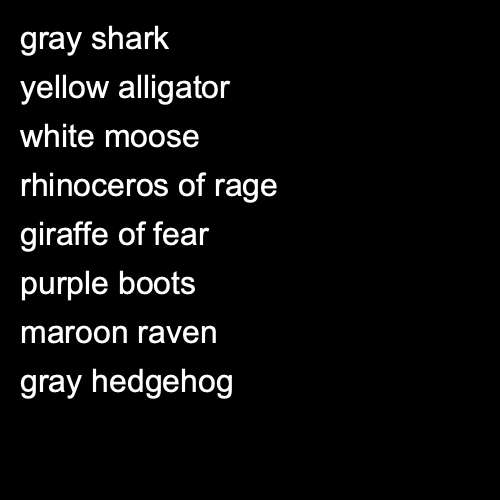 gray shark
yellow alligator
white moose
rhinoceros of rage
giraffe of fear
purple boots
maroon raven
gray hedgehog